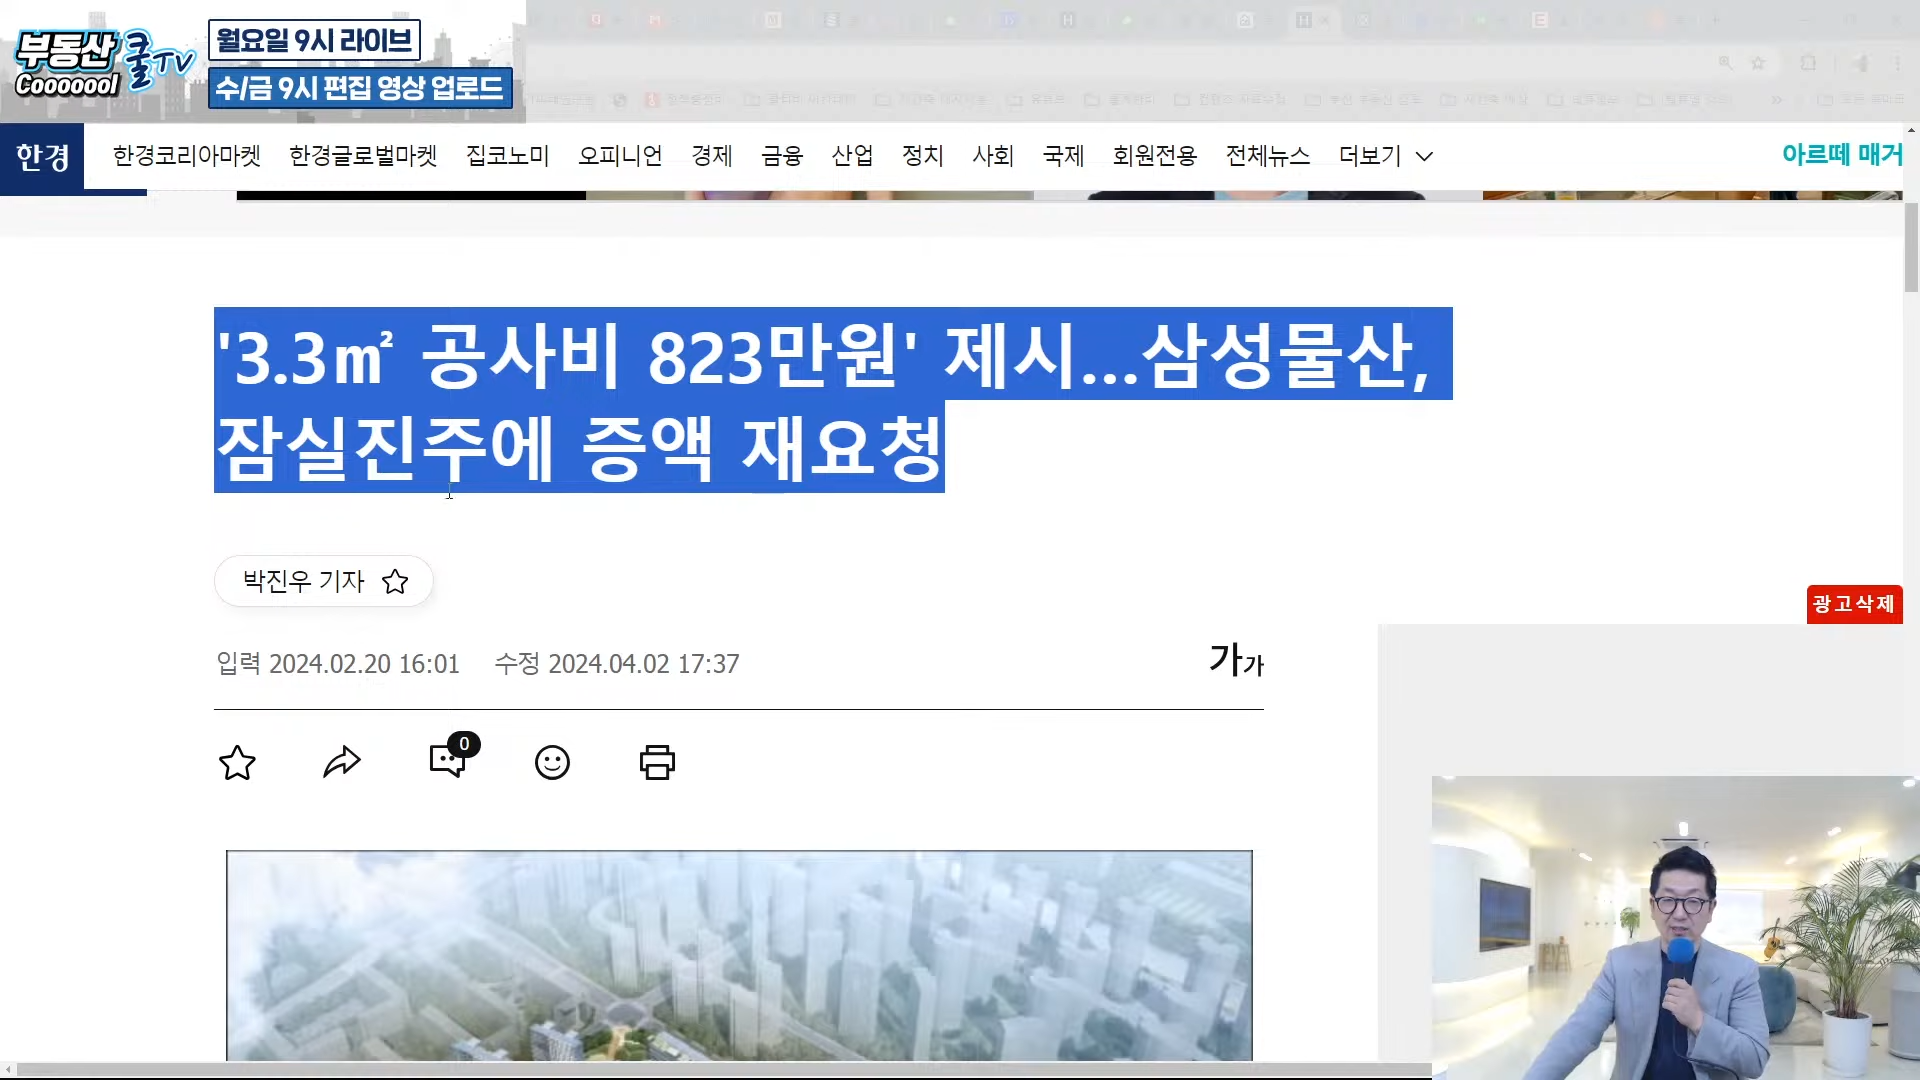 부동산
Cooooool
쿨TV
월요일 9시 라이브
수/금 9시 편집 영상 업로드
한경
한경코리아마켓 한경글로벌마켓 집코노미 오피니언 경제 금융 산업 정치 사회 국제 회원전용 전체뉴스 더보기
아르떼 매거
'3.3㎡ 공사비 823만원' 제시…삼성물산,
잠실진주에 증액 재요청
박진우 기자
광고삭제
입력 2024.02.20 16:01 수정 2024.04.02 17:37
가가
0